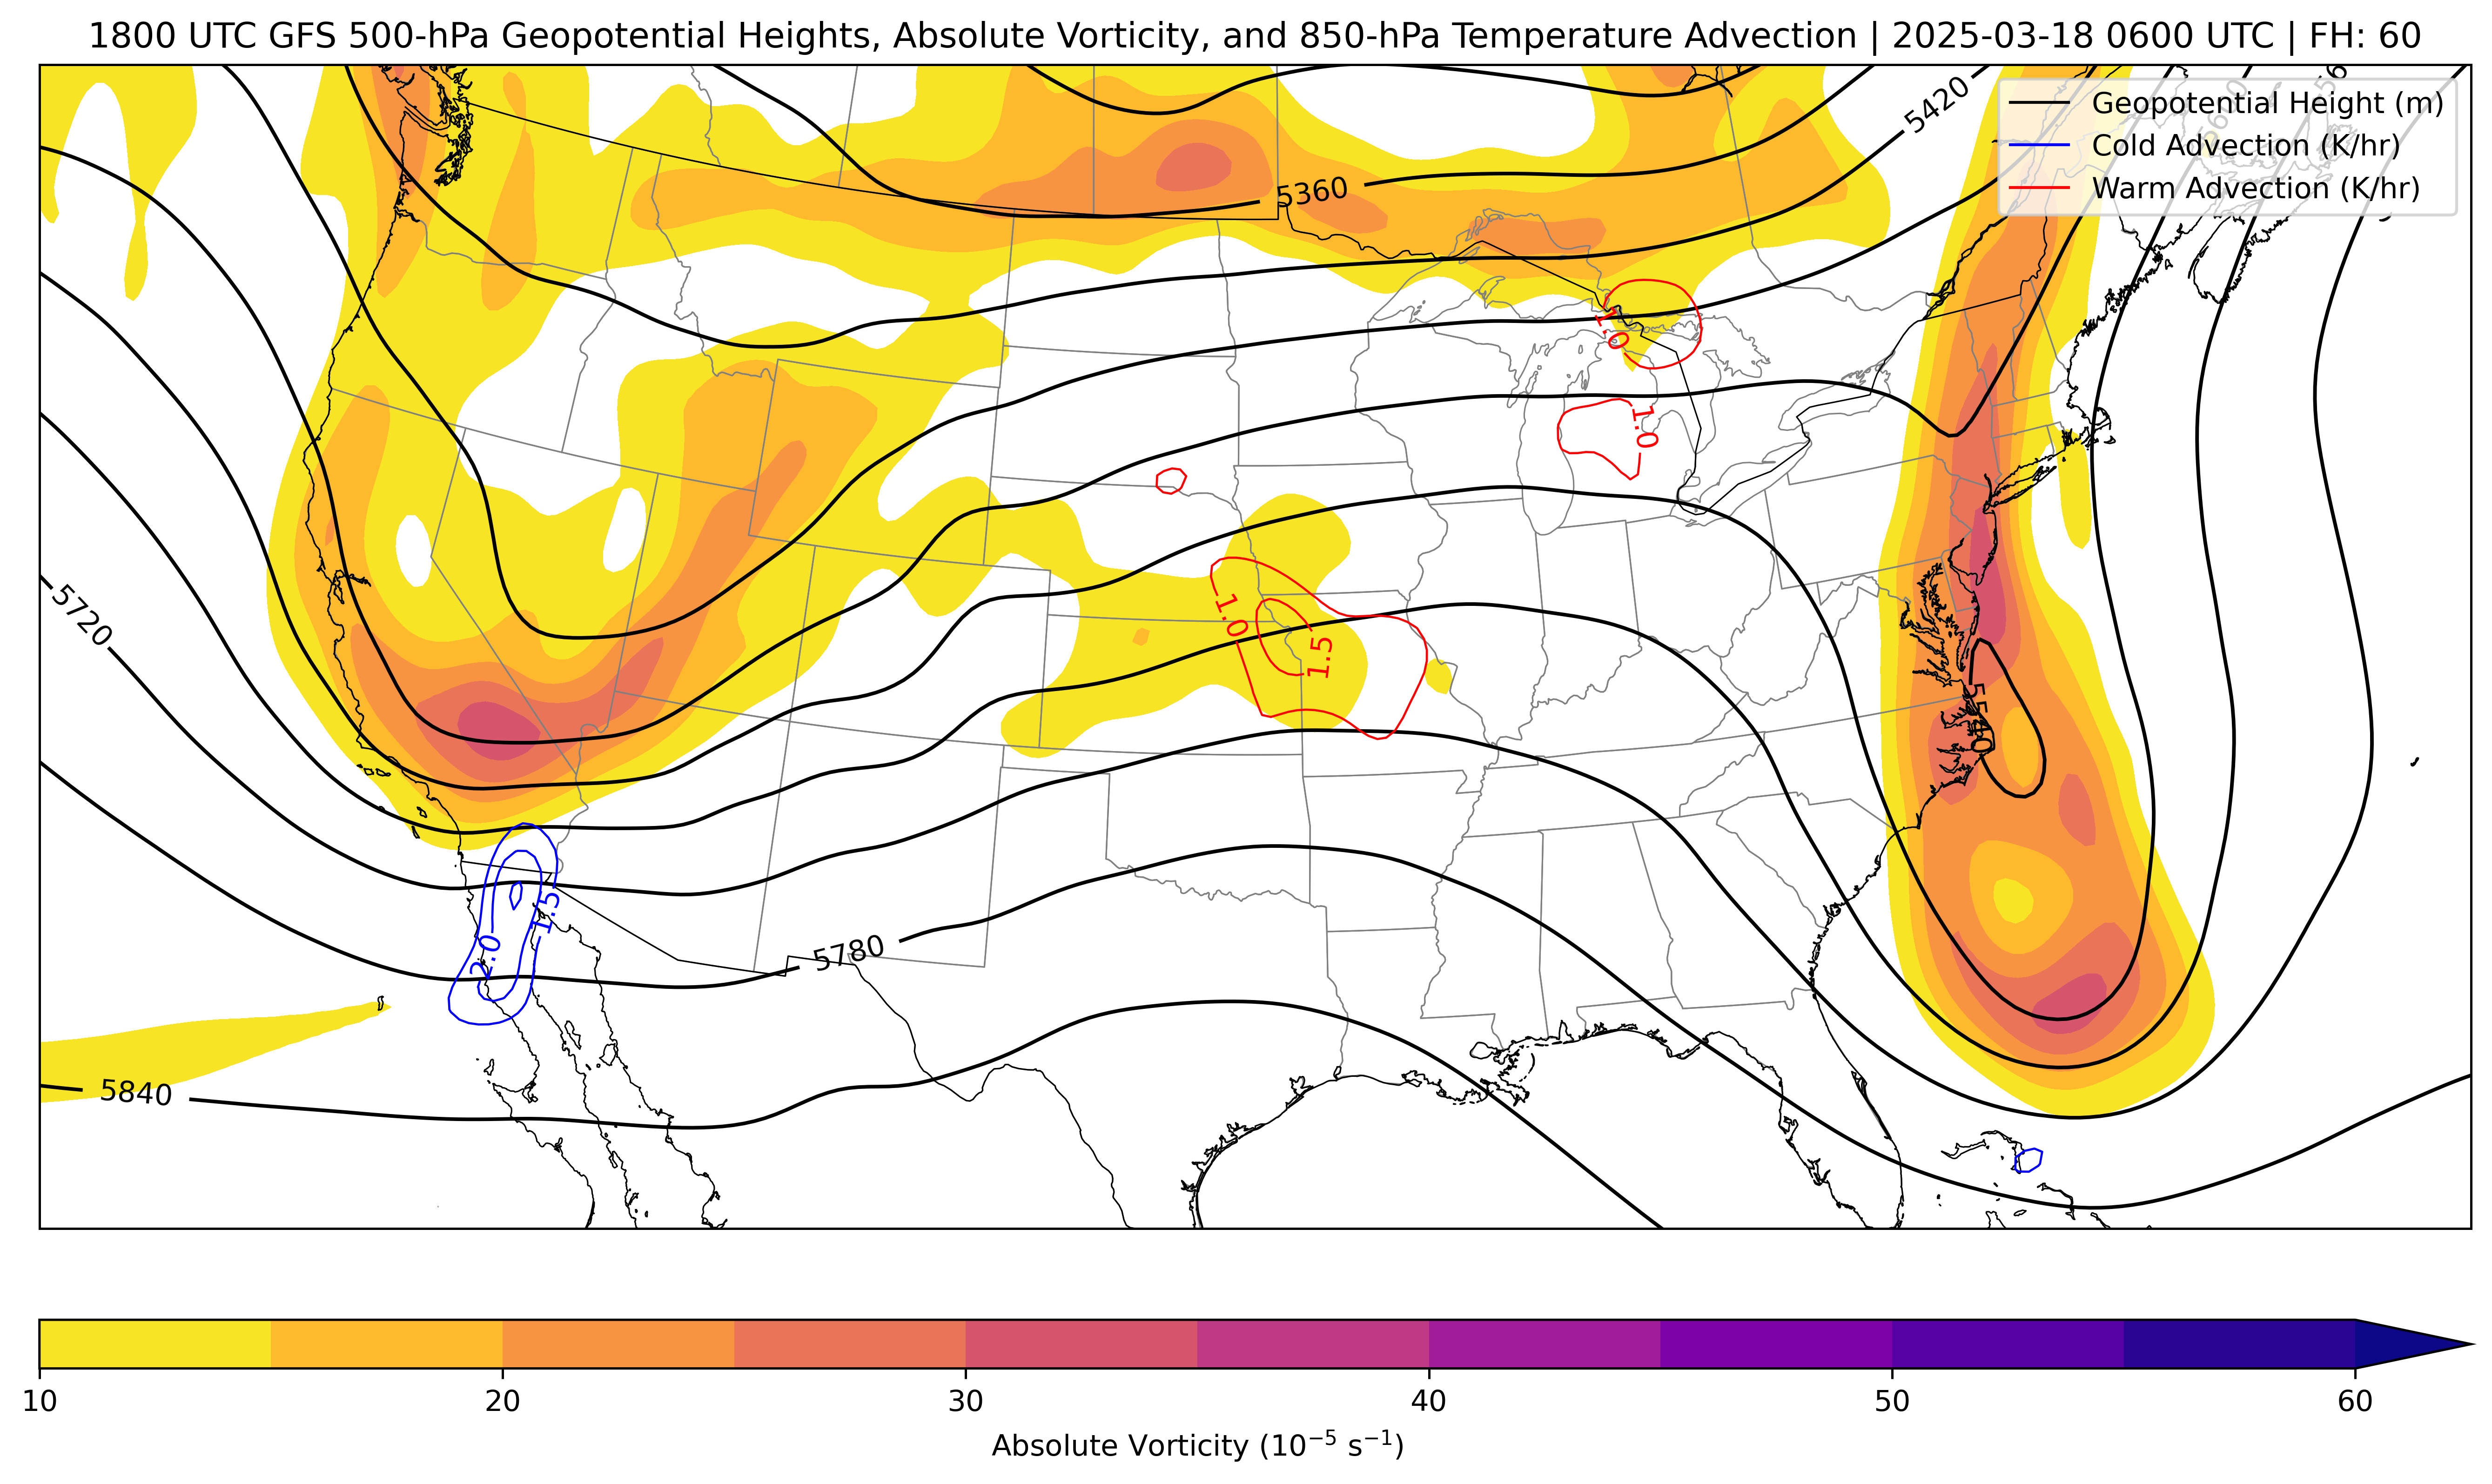 1800 UTC GFS 500-hPa Geopotential Heights, Absolute Vorticity, and 850-hPa Temperature Advection | 2025-03-18 0600 UTC | FH: 60
5420
Geopotential Height (m)
Cold Advection (K/hr)
Warm Advection (K/hr)
5360
1.0
1.0
5720
1.0
1.5
5540
1.5
2.0
5780
5840
10 20 30 40 50 60
Absolute Vorticity (10⁻⁵ s⁻¹)